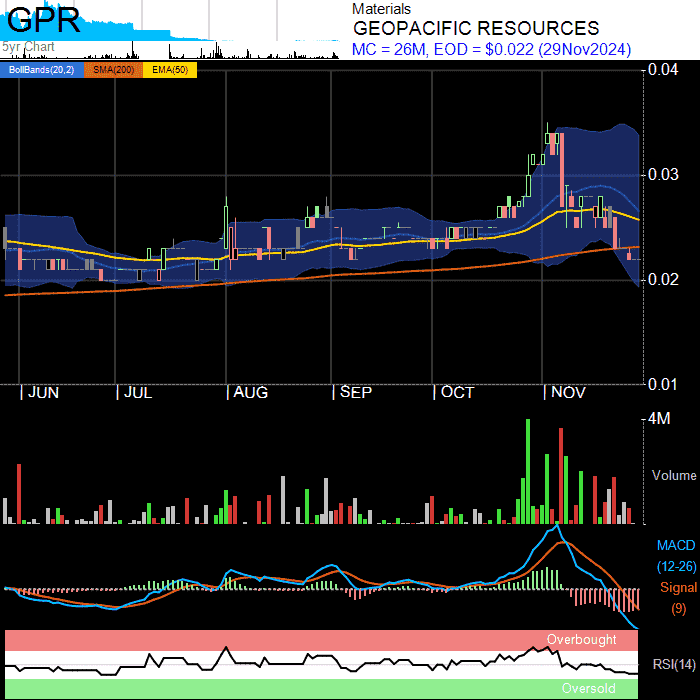 GPR
5yr Chart
Materials
GEOPACIFIC RESOURCES
MC = 26M, EOD = $0.022 (29Nov2024)
BollBands(20,2) SMA(200) EMA(50)
0.04
0.03
0.02
0.01
JUN JUL AUG SEP OCT NOV
4M
Volume
MACD
(12-26)
Signal
(9)
Overbought
RSI(14)
Oversold